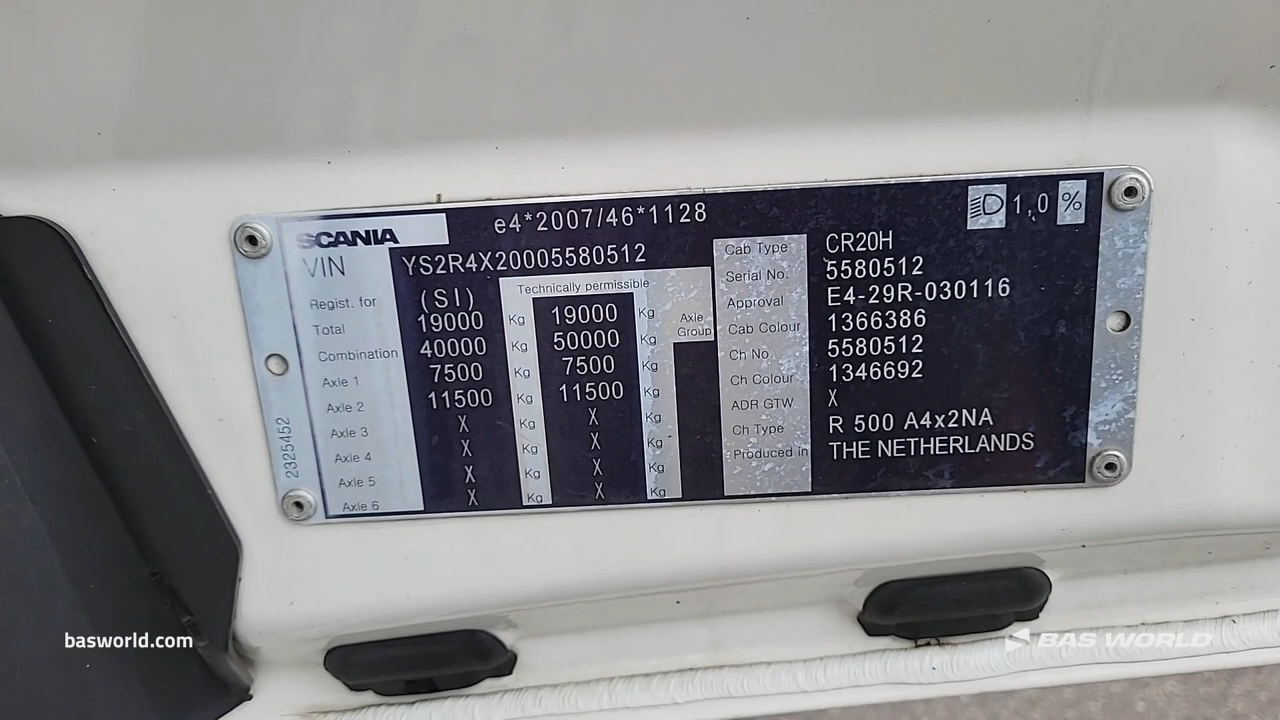 SCANIA e4*2007/46*1128 1,0 %
VIN YS2R4X20005580512
Regist. for (SI) Technically permissible
Total 19000 Kg 19000 Kg Axle Group
Combination 40000 Kg 50000 Kg
Axle 1 7500 Kg 7500 Kg
Axle 2 11500 Kg 11500 Kg
Axle 3 X Kg X Kg
Axle 4 X Kg X Kg
Axle 5 X Kg X Kg
Axle 6 X Kg X Kg
2325452
Cab Type CR20H
Serial No. 5580512
Approval E4-29R-030116
Cab Colour 1366386
Ch No. 5580512
Ch Colour 1346692
ADR GTW X
Ch Type R 500 A4x2NA
Produced in THE NETHERLANDS
basworld.com
BAS WORLD